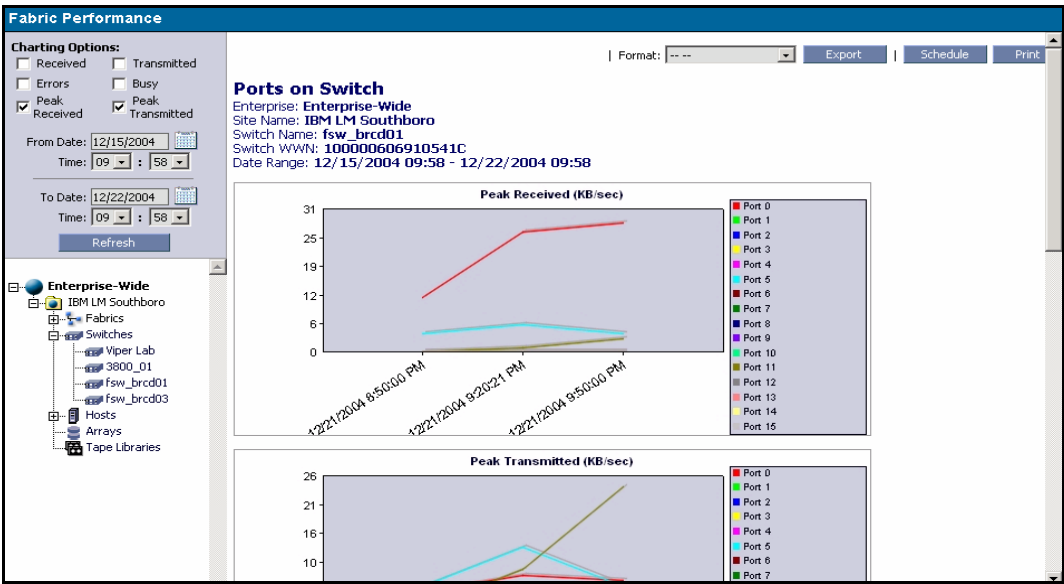 Fabric Performance
Charting Options:
Received Transmitted
Errors Busy
Peak Received Peak Transmitted
From Date: 12/15/2004
Time: 09 : 58
To Date: 12/22/2004
Time: 09 : 58
Refresh
Enterprise-Wide
IBM LM Southboro
Fabrics
Switches
Viper Lab
3800_01
fsw_brcd01
fsw_brcd03
Hosts
Arrays
Tape Libraries
| Format: -- -- Export | Schedule Print
Ports on Switch
Enterprise: Enterprise-Wide
Site Name: IBM LM Southboro
Switch Name: fsw_brcd01
Switch WWN: 100000606910541C
Date Range: 12/15/2004 09:58 - 12/22/2004 09:58
Peak Received (KB/sec)
31
25
19
12
6
0
12/21/2004 8:50:00 PM
12/21/2004 9:20:21 PM
12/21/2004 9:50:00 PM
Port 0
Port 1
Port 2
Port 3
Port 4
Port 5
Port 6
Port 7
Port 8
Port 9
Port 10
Port 11
Port 12
Port 13
Port 14
Port 15
Peak Transmitted (KB/sec)
26
21
16
10
Port 0
Port 1
Port 2
Port 3
Port 4
Port 5
Port 6
Port 7